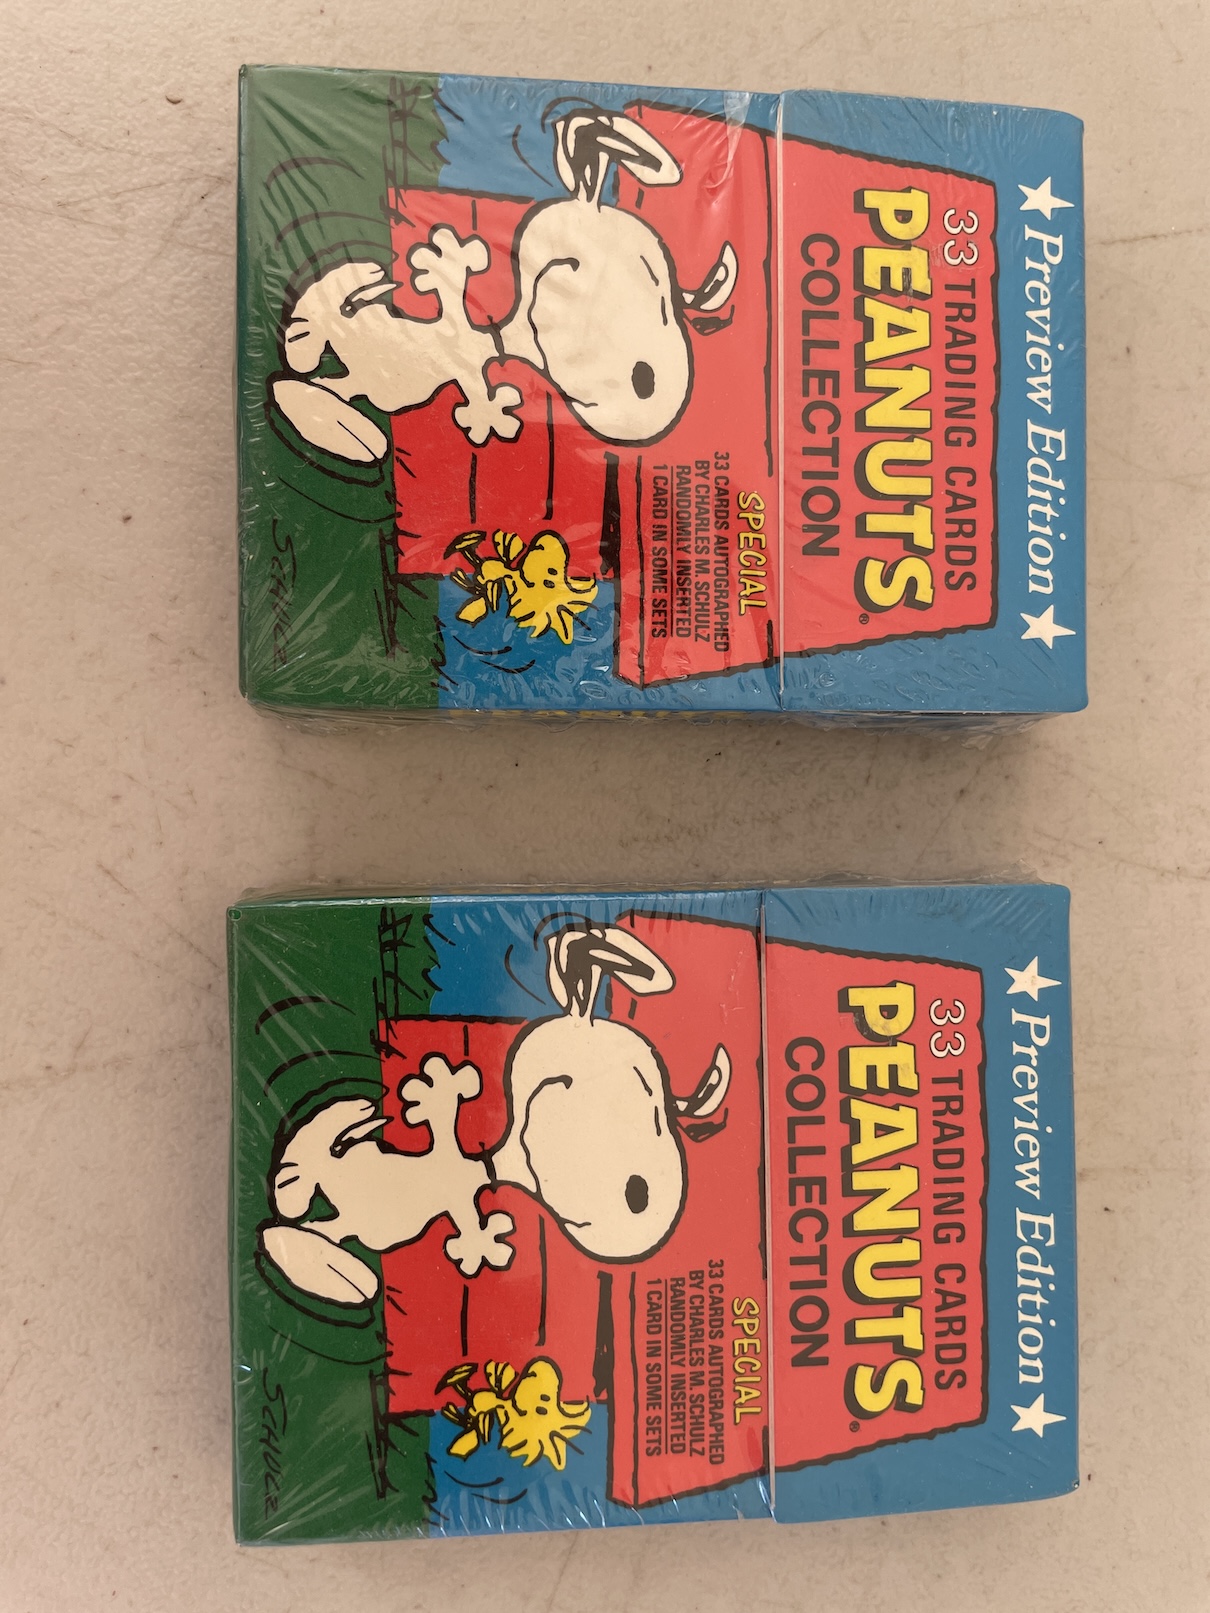 ★ Preview Edition ★
33 TRADING CARDS
PEANUTS®
COLLECTION
SPECIAL
33 CARDS AUTOGRAPHED
BY CHARLES M. SCHULZ
RANDOMLY INSERTED
1 CARD IN SOME SETS
SCHULZ
★ Preview Edition ★
33 TRADING CARDS
PEANUTS®
COLLECTION
SPECIAL
33 CARDS AUTOGRAPHED
BY CHARLES M. SCHULZ
RANDOMLY INSERTED
1 CARD IN SOME SETS
SCHULZ